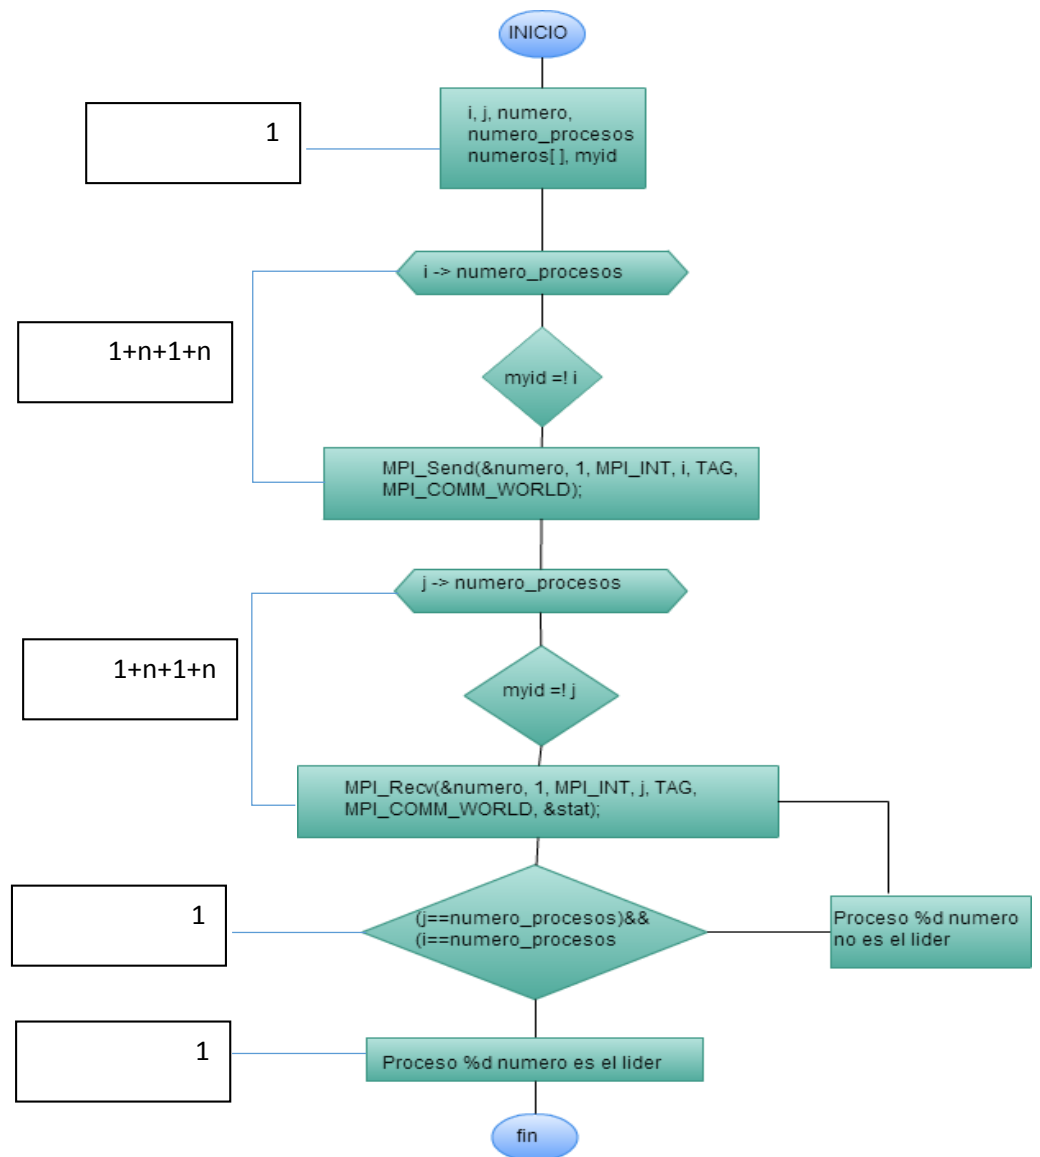 INICIO
i, j, numero,
numero_procesos
numeros[ ], myid
1
i -> numero_procesos
1+n+1+n
myid =! i
MPI_Send(&numero, 1, MPI_INT, i, TAG,
MPI_COMM_WORLD);
j -> numero_procesos
1+n+1+n
myid =! j
MPI_Recv(&numero, 1, MPI_INT, j, TAG,
MPI_COMM_WORLD, &stat);
1
(j==numero_procesos)&&
(i==numero_procesos
Proceso %d numero
no es el lider
1
Proceso %d numero es el lider
fin